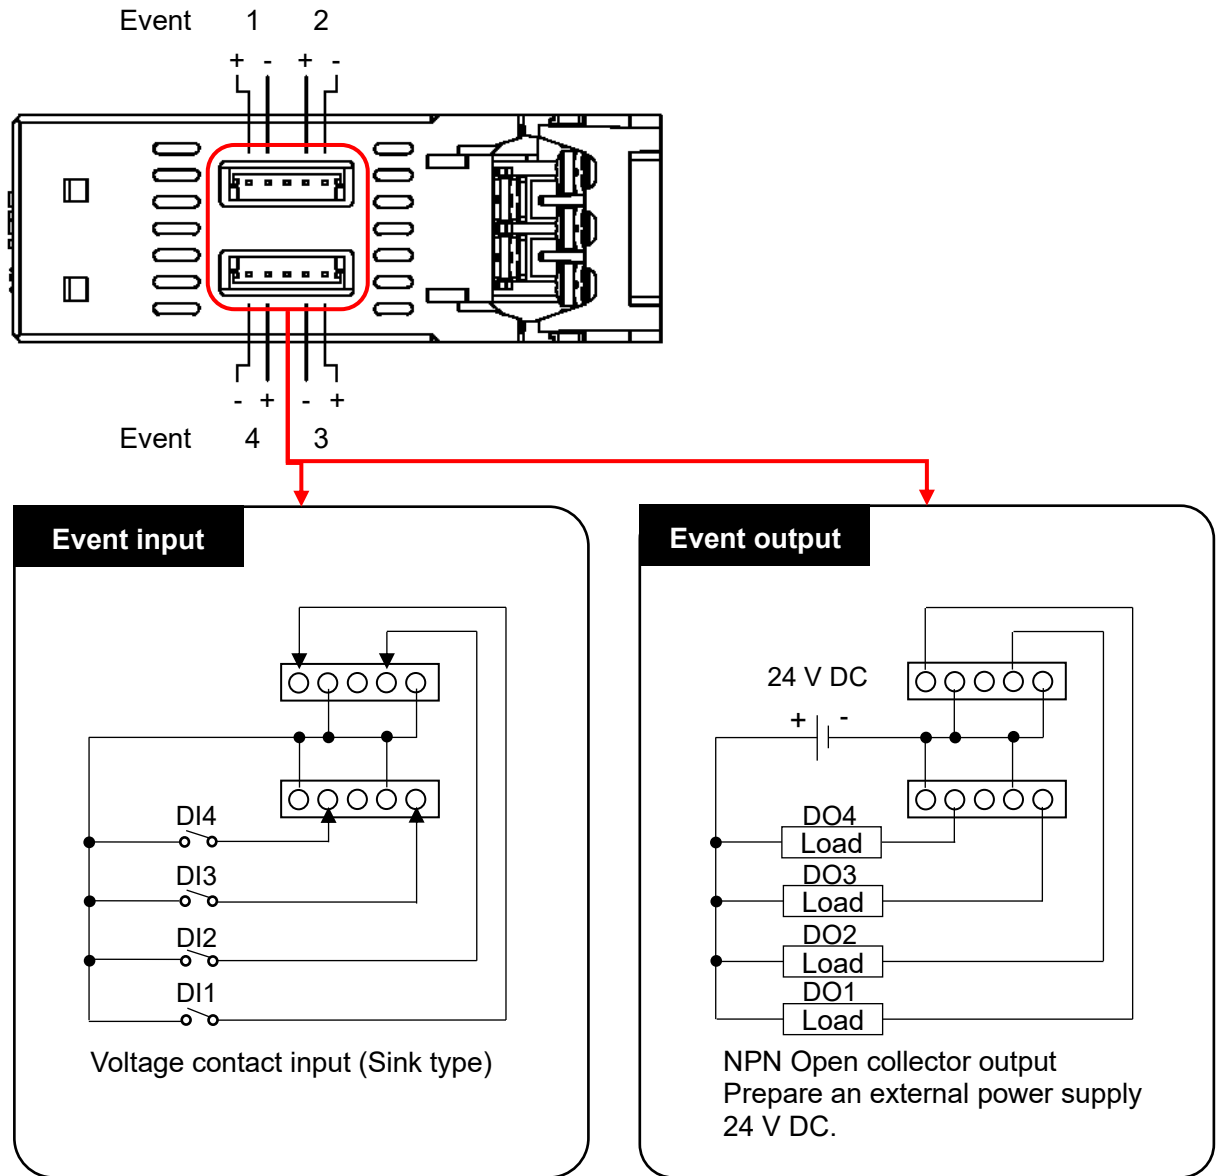 Event 1 2
+ - + -
- + - +
Event 4 3
Event input
DI4
DI3
DI2
DI1
Voltage contact input (Sink type)
Event output
24 V DC
+ -
DO4
Load
DO3
Load
DO2
Load
DO1
Load
NPN Open collector output
Prepare an external power supply
24 V DC.